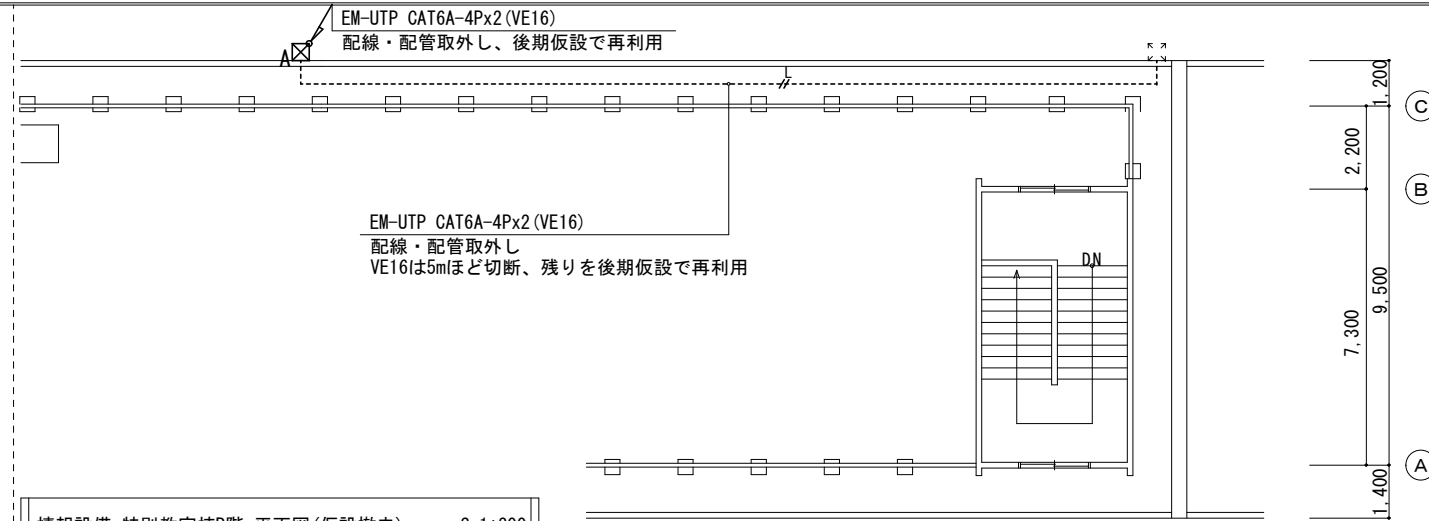 EM-UTP CAT6A-4Px2(VE16)
配線・配管取外し、後期仮設で再利用
A
L
EM-UTP CAT6A-4Px2(VE16)
配線・配管取外し
VE16は5mほど切断、残りを後期仮設で再利用
DN
1,200
2,200
9,500
7,300
1,400
C
B
A